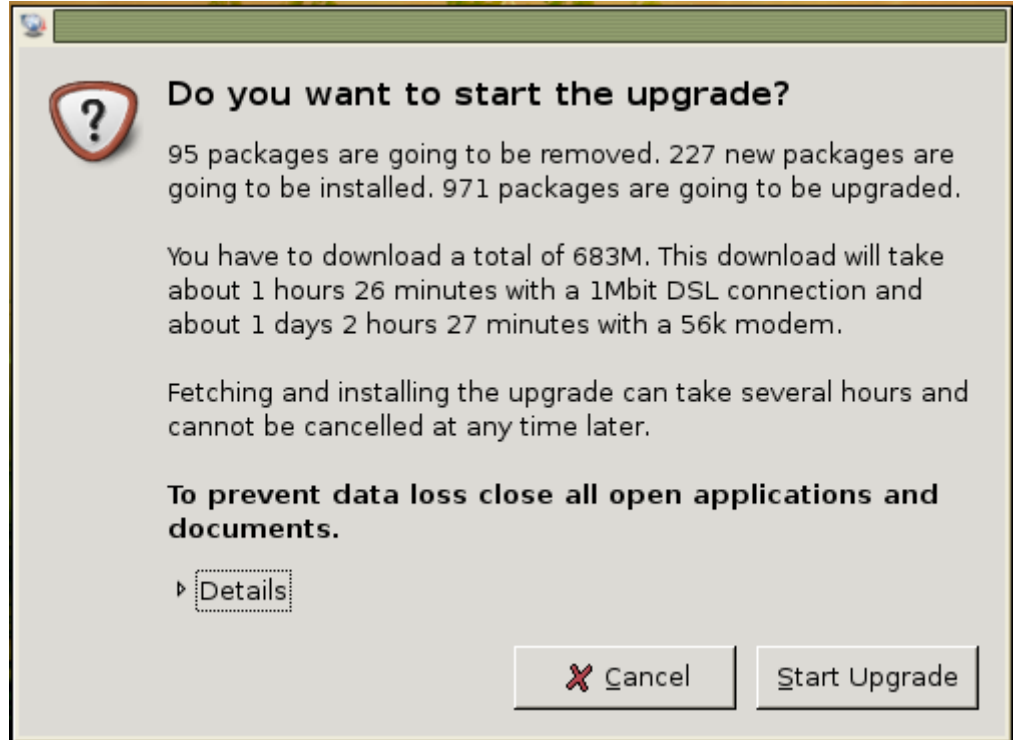 Do you want to start the upgrade?
95 packages are going to be removed. 227 new packages are
going to be installed. 971 packages are going to be upgraded.
You have to download a total of 683M. This download will take
about 1 hours 26 minutes with a 1Mbit DSL connection and
about 1 days 2 hours 27 minutes with a 56k modem.
Fetching and installing the upgrade can take several hours and
cannot be cancelled at any time later.
To prevent data loss close all open applications and
documents.
Details
Cancel
Start Upgrade